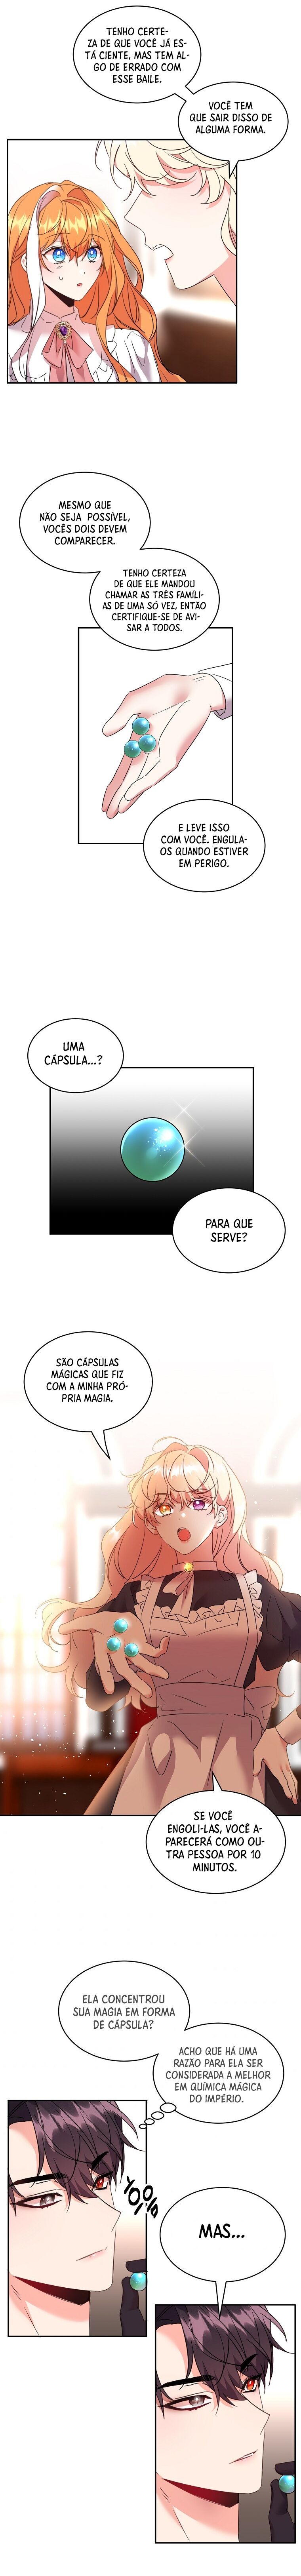 TENHO CERTE-
ZA DE QUE VOCÊ JÁ ES-
TÁ CIENTE, MAS TEM AL-
GO DE ERRADO COM
ESSE BAILE.
VOCÊ TEM
QUE SAIR DISSO DE
ALGUMA FORMA.
MESMO QUE
NÃO SEJA POSSÍVEL,
VOCÊS DOIS DEVEM
COMPARECER.
TENHO CERTEZA
DE QUE ELE MANDOU
CHAMAR AS TRÊS FAMÍLI-
AS DE UMA SÓ VEZ, ENTÃO
CERTIFIQUE-SE DE AVI-
SAR A TODOS.
E LEVE ISSO
COM VOCÊ. ENGULA-
OS QUANDO ESTIVER
EM PERIGO.
UMA
CÁPSULA...?
PARA QUE
SERVE?
SÃO CÁPSULAS
MÁGICAS QUE FIZ
COM A MINHA PRÓ-
PRIA MAGIA.
SE VOCÊ
ENGOLI-LAS, VOCÊ A-
PARECERÁ COMO OU-
TRA PESSOA POR 10
MINUTOS.
ELA CONCENTROU
SUA MAGIA EM FORMA
DE CÁPSULA?
ACHO QUE HÁ UMA
RAZÃO PARA ELA SER
CONSIDERADA A MELHOR
EM QUÍMICA MÁGICA
DO IMPÉRIO.
MAS...